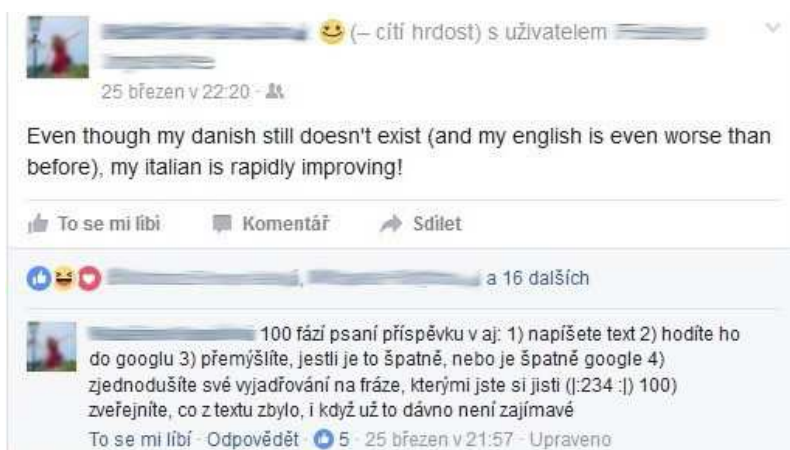 (– cítí hrdost) s uživatelem
25 březen v 22:20 ·
Even though my danish still doesn't exist (and my english is even worse than
before), my italian is rapidly improving!
To se mi líbí Komentář Sdílet
a 16 dalších
100 fází psaní příspěvku v aj: 1) napíšete text 2) hodíte ho
do googlu 3) přemýšlíte, jestli je to špatně, nebo je špatně google 4)
zjednodušíte své vyjadřování na fráze, kterými jste si jisti (|:234 :|) 100)
zveřejníte, co z textu zbylo, i když už to dávno není zajímavé
To se mi líbí · Odpovědět · 5 · 25 březen v 21:57 · Upraveno